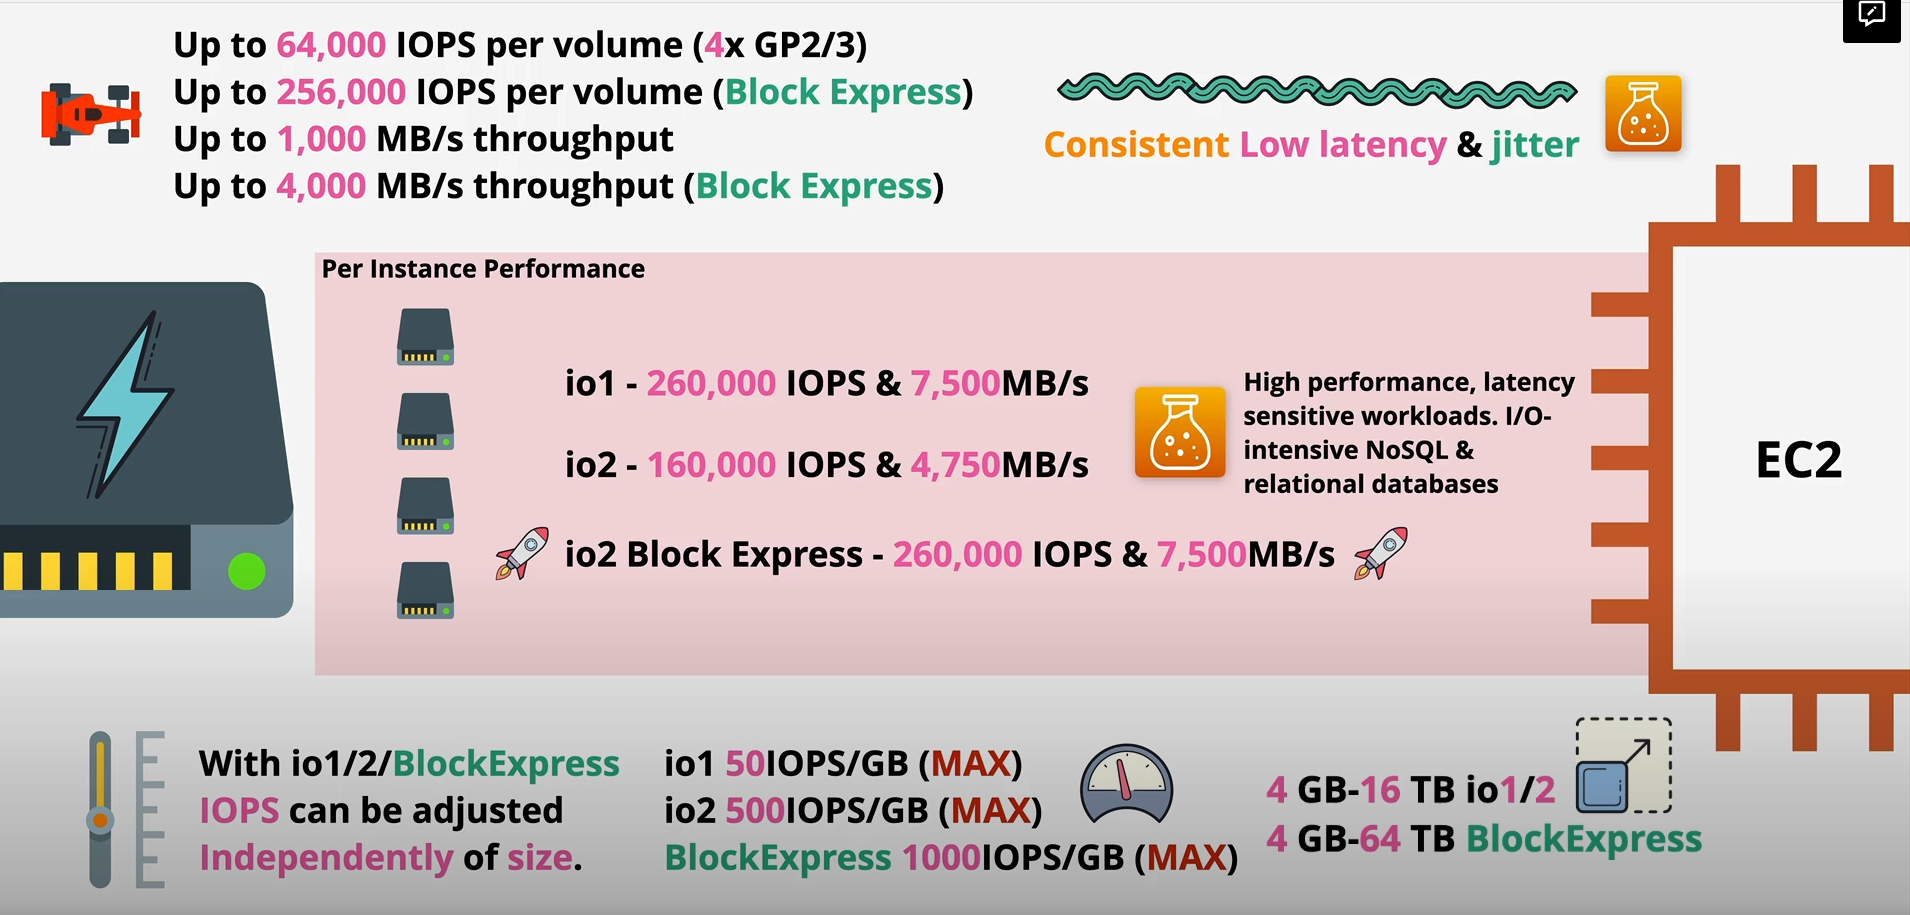 Up to 64,000 IOPS per volume (4x GP2/3)
Up to 256,000 IOPS per volume (Block Express)
Up to 1,000 MB/s throughput
Up to 4,000 MB/s throughput (Block Express)
Consistent Low latency & jitter
Per Instance Performance
io1 - 260,000 IOPS & 7,500MB/s
io2 - 160,000 IOPS & 4,750MB/s
io2 Block Express - 260,000 IOPS & 7,500MB/s
High performance, latency
sensitive workloads. I/O-
intensive NoSQL &
relational databases
EC2
With io1/2/BlockExpress
IOPS can be adjusted
Independently of size.
io1 50IOPS/GB (MAX)
io2 500IOPS/GB (MAX)
BlockExpress 1000IOPS/GB (MAX)
4 GB-16 TB io1/2
4 GB-64 TB BlockExpress